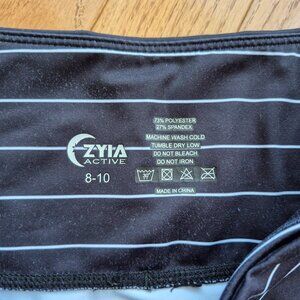 ZYIA
ACTIVE
8-10
73% POLYESTER
27% SPANDEX
MACHINE WASH COLD
TUMBLE DRY LOW
DO NOT BLEACH
DO NOT IRON
MADE IN CHINA